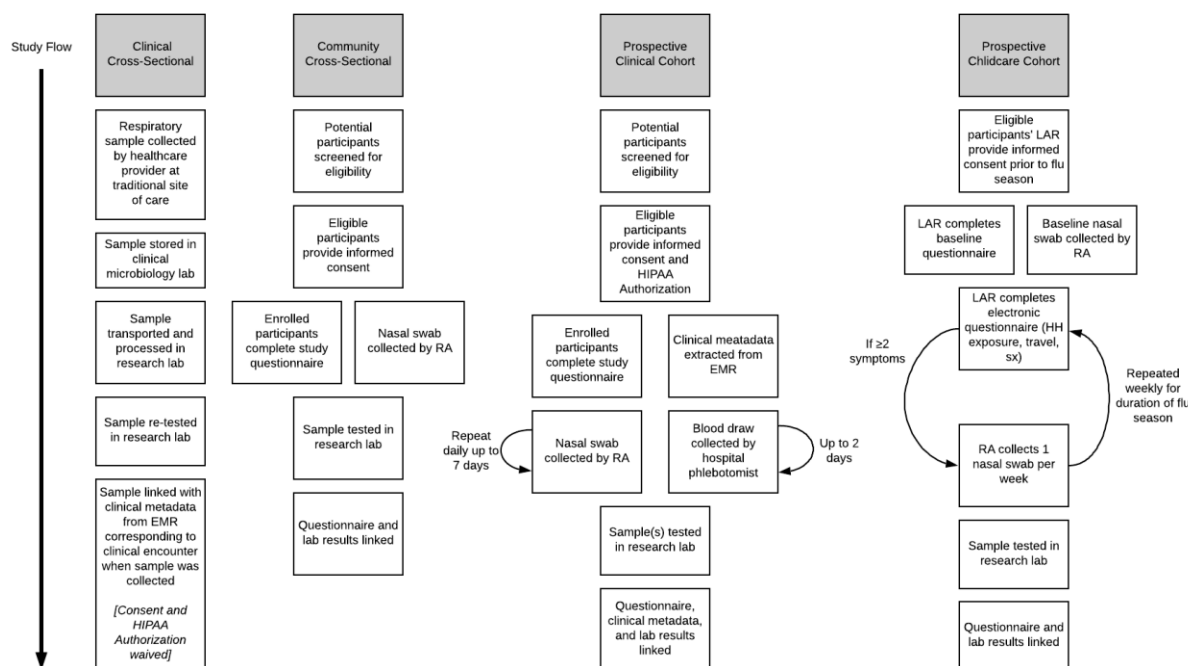 Study Flow
Clinical
Cross-Sectional
Respiratory
sample collected
by healthcare
provider at
traditional site
of care
Sample stored in
clinical
microbiology lab
Sample
transported and
processed in
research lab
Sample re-tested
in research lab
Sample linked with
clinical metadata
from EMR
corresponding to
clinical encounter
when sample was
collected
[Consent and
HIPAA
Authorization
waived]
Community
Cross-Sectional
Potential
participants
screened for
eligibility
Eligible
participants
provide informed
consent
Enrolled
participants
complete study
questionnaire
Nasal swab
collected by RA
Sample tested in
research lab
Questionnaire and
lab results linked
Prospective
Clinical Cohort
Potential
participants
screened for
eligibility
Eligible
participants
provide informed
consent and
HIPAA
Authorization
Enrolled
participants
complete study
questionnaire
Clinical meatadata
extracted from
EMR
Repeat
daily up to
7 days
Nasal swab
collected by RA
Blood draw
collected by
hospital
phlebotomist
Up to 2
days
Sample(s) tested
in research lab
Questionnaire,
clinical metadata,
and lab results
linked
Prospective
Chlidcare Cohort
Eligible
participants' LAR
provide informed
consent prior to flu
season
LAR completes
baseline
questionnaire
Baseline nasal
swab collected by
RA
LAR completes
electronic
questionnaire (HH
exposure, travel,
sx)
If ≥2
symptoms
Repeated
weekly for
duration of flu
season
RA collects 1
nasal swab per
week
Sample tested in
research lab
Questionnaire and
lab results linked